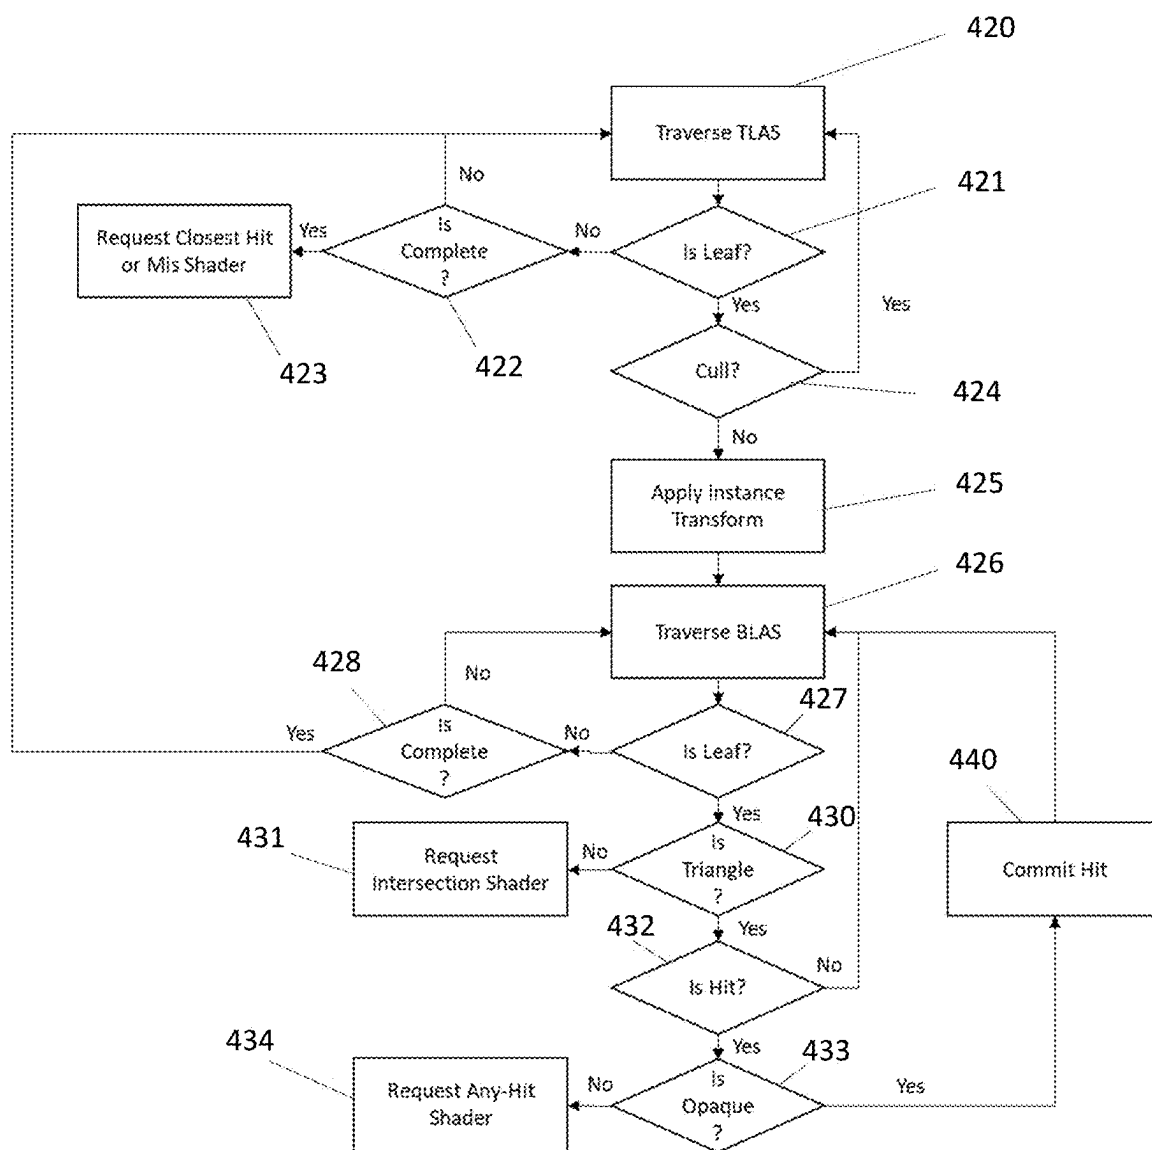 420
Traverse TLAS
421
No
Is Leaf?
No
Is
Complete
?
Yes
Request Closest Hit
or Mis Shader
Yes
Yes
423
422
Cull?
424
No
425
Apply Instance
Transform
426
Traverse BLAS
428
No
427
Yes
Is
Complete
?
No
Is Leaf?
440
Yes
430
431
Request
Intersection Shader
No
Is
Triangle
?
Commit Hit
432
Yes
No
Is Hit?
434
Yes
433
Request Any-Hit
Shader
No
Is
Opaque
?
Yes